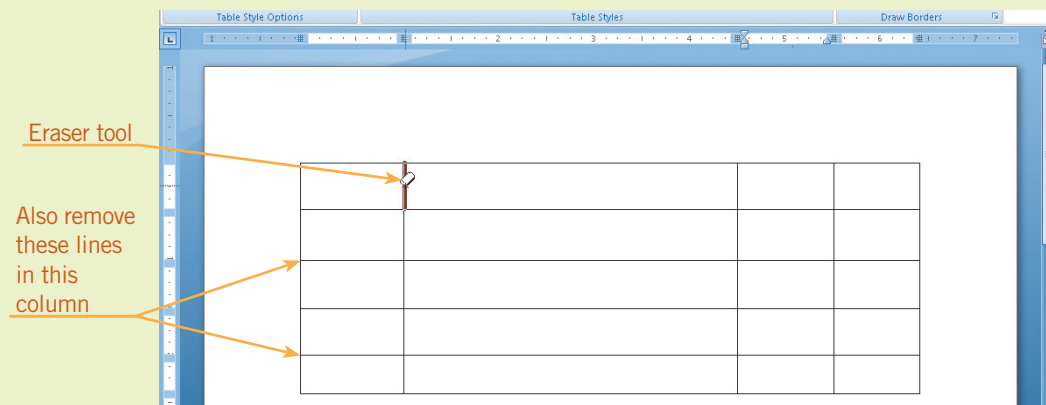 Table Style Options
Table Styles
Draw Borders
1 1 2 3 4 5 6 7
Eraser tool
Also remove
these lines
in this
column